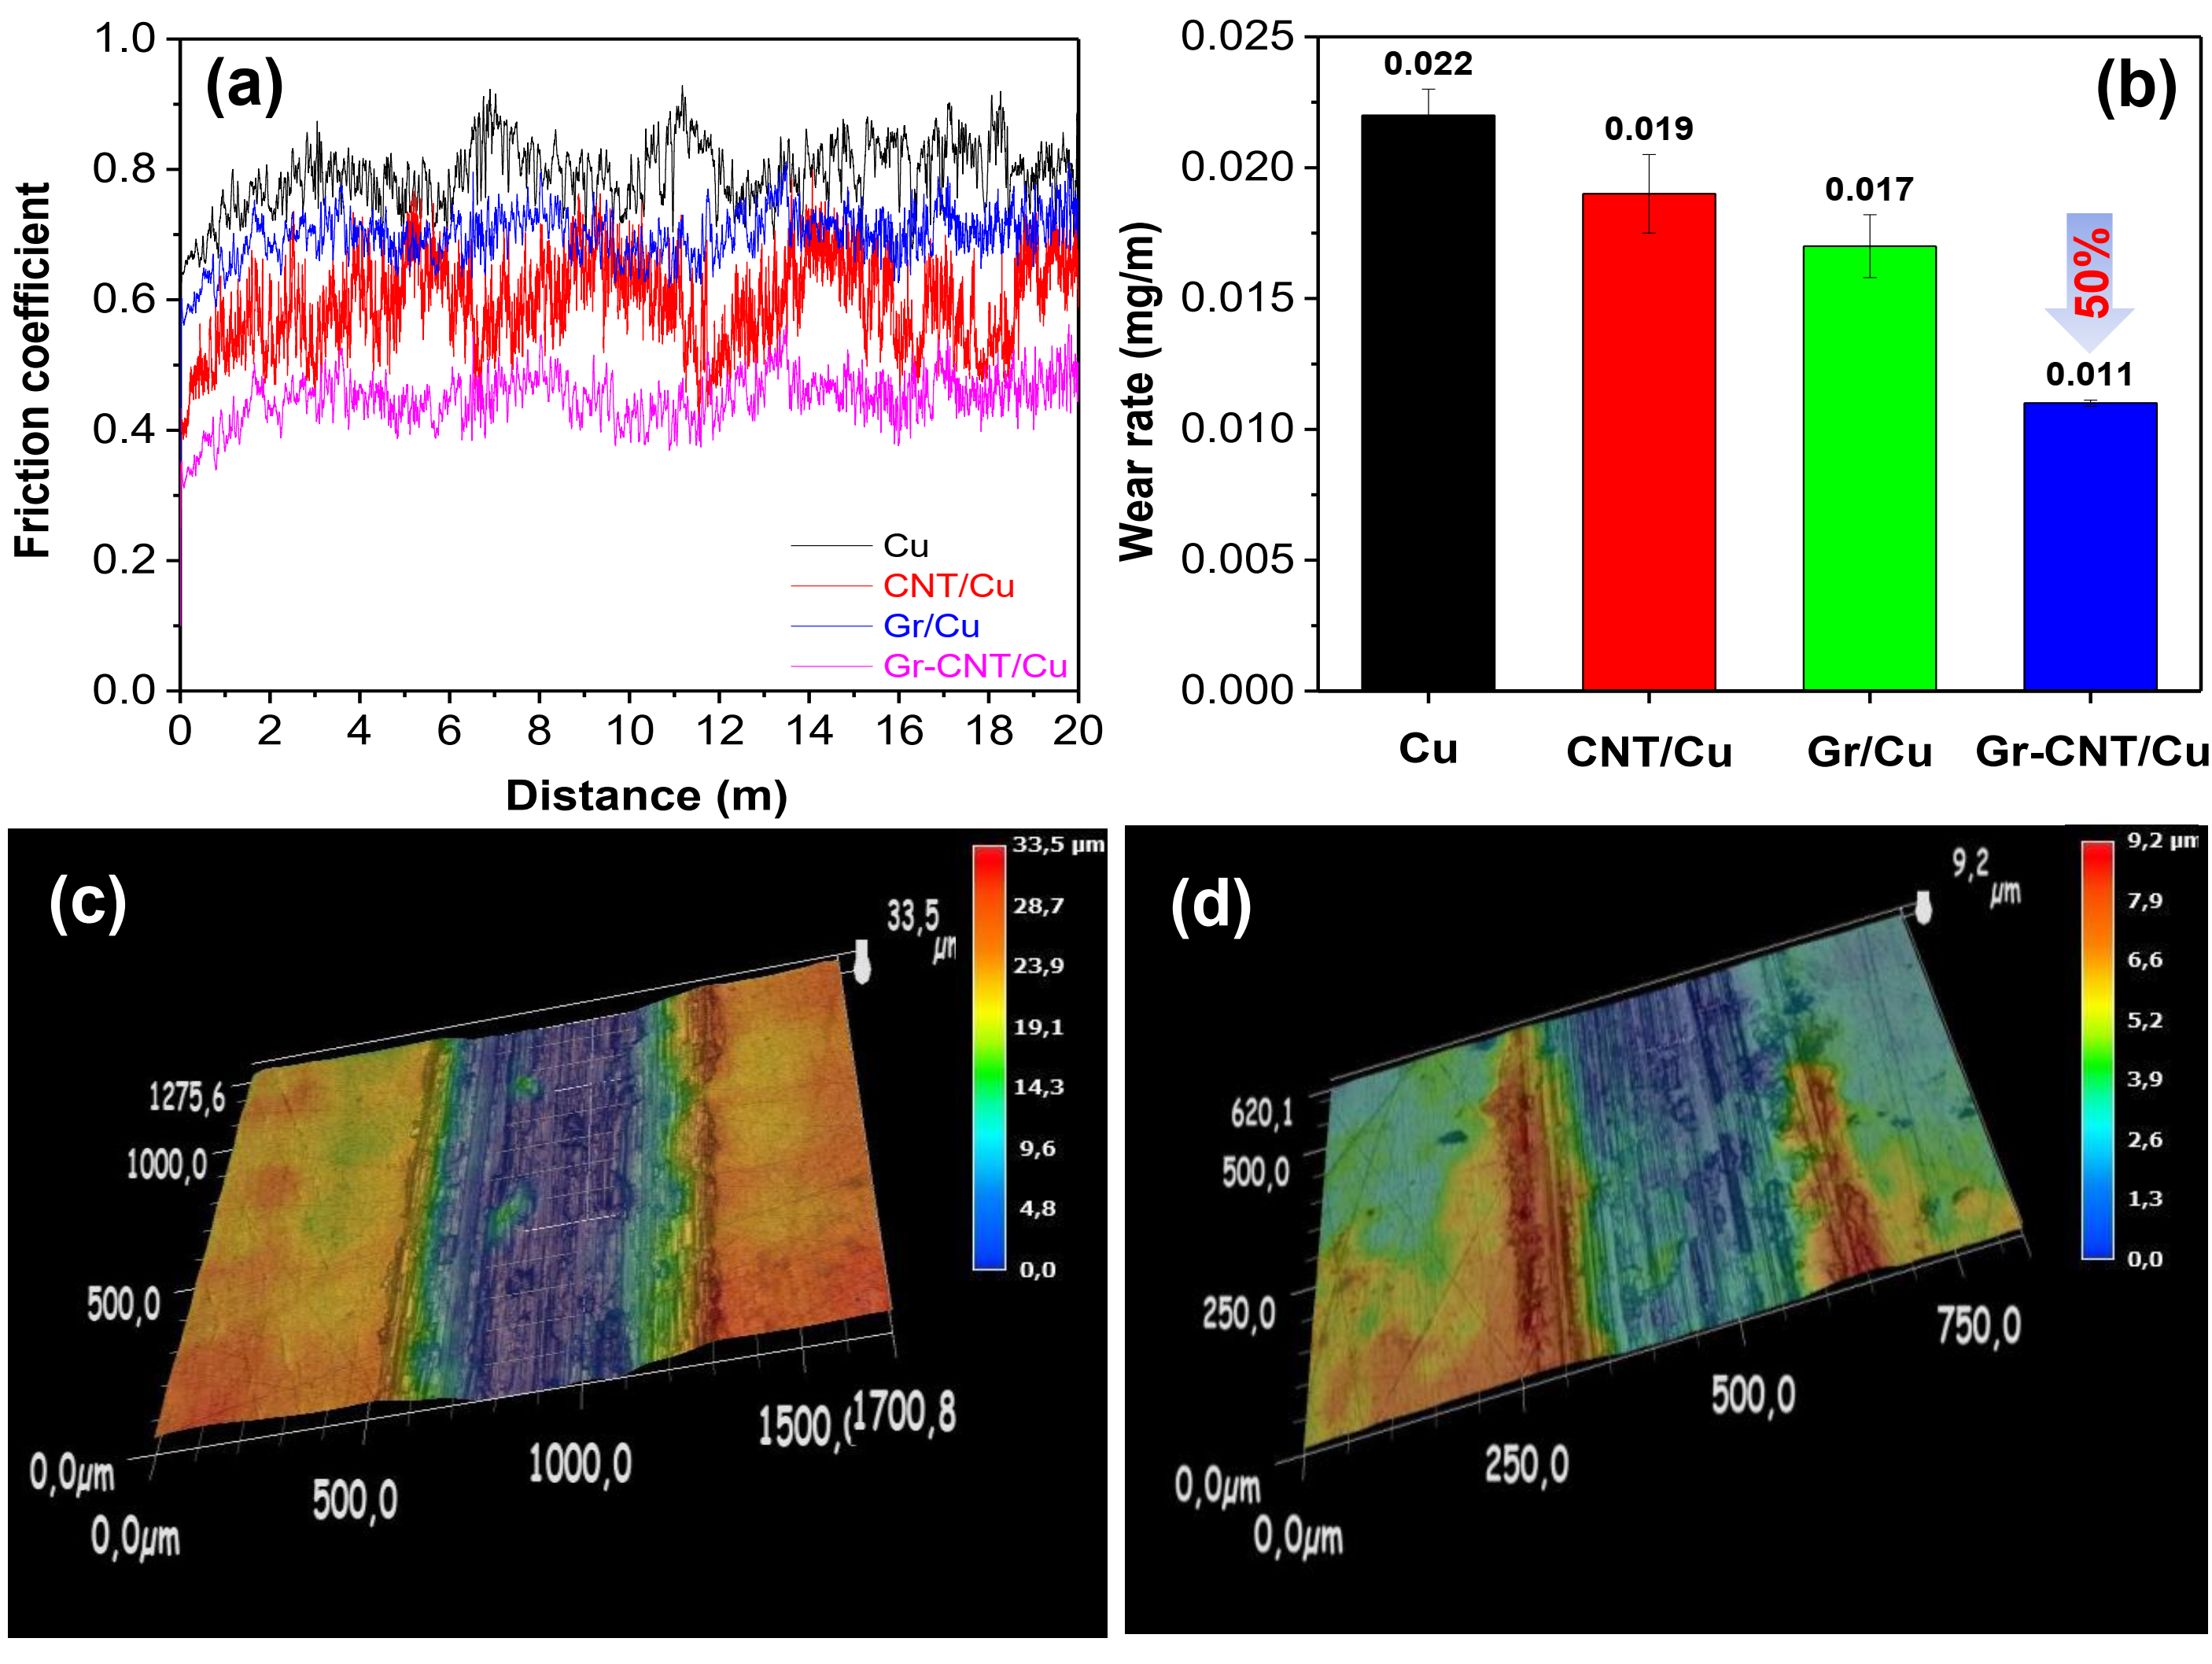 (a)
Friction coefficient
1.0
0.8
0.6
0.4
0.2
0.0
Cu
CNT/Cu
Gr/Cu
Gr-CNT/Cu
0 2 4 6 8 10 12 14 16 18 20
Distance (m)
(b)
Wear rate (mg/m)
0.025
0.020
0.015
0.010
0.005
0.000
0.022
0.019
0.017
50%
0.011
Cu CNT/Cu Gr/Cu Gr-CNT/Cu
(c)
33,5 µm
28,7
23,9
19,1
14,3
9,6
4,8
0,0
33,5
1275,6
1000,0
500,0
0,0µm
0,0µm
500,0
1000,0
1500,
1700,8
(d)
9,2 µm
7,9
6,6
5,2
3,9
2,6
1,3
0,0
9,2
µm
620,1
500,0
250,0
0,0µm
0,0µm
250,0
500,0
750,0